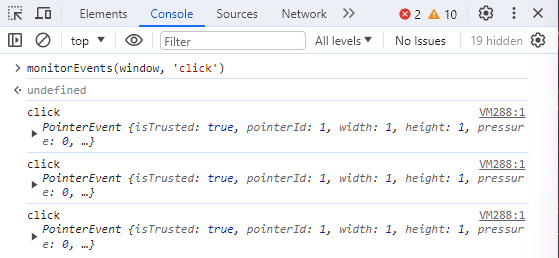 Elements Console Sources Network » 2 10
top Filter All levels No Issues 19 hidden
> monitorEvents(window, 'click')
undefined
click VM288:1
PointerEvent {isTrusted: true, pointerId: 1, width: 1, height: 1, pressur
e: 0, …}
click VM288:1
PointerEvent {isTrusted: true, pointerId: 1, width: 1, height: 1, pressur
e: 0, …}
click VM288:1
PointerEvent {isTrusted: true, pointerId: 1, width: 1, height: 1, pressur
e: 0, …}